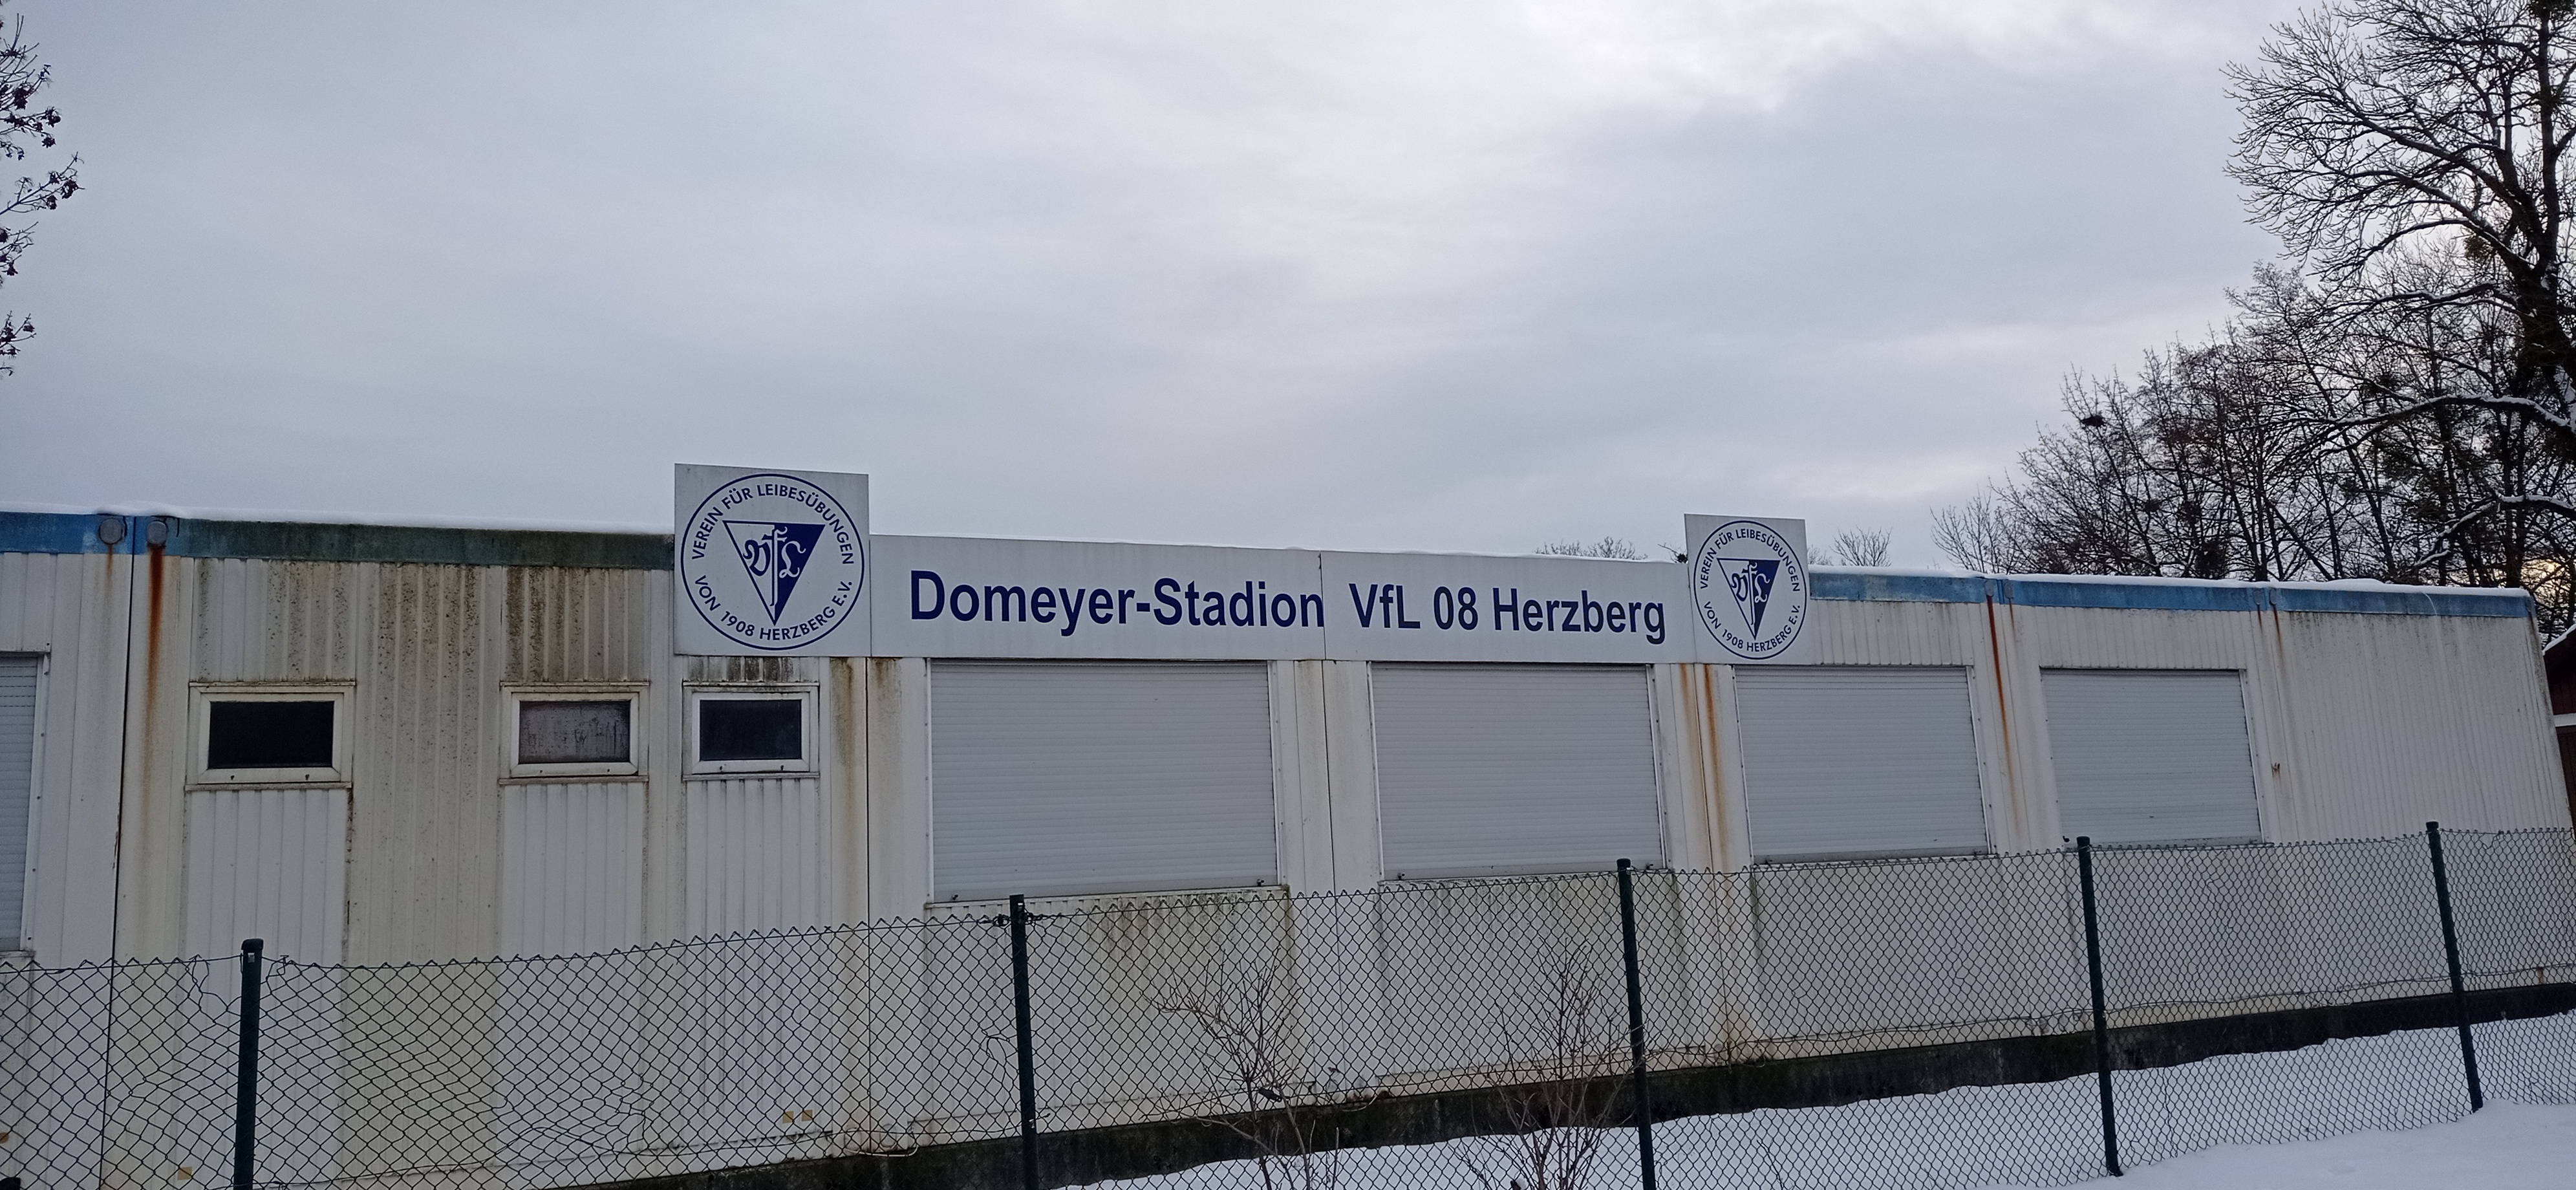 VEREIN FÜR LEIBESÜBUNGEN
VfL
VON 1908 HERZBERG E.V.
Domeyer-Stadion VfL 08 Herzberg
VEREIN FÜR LEIBESÜBUNGEN
VfL
VON 1908 HERZBERG E.V.